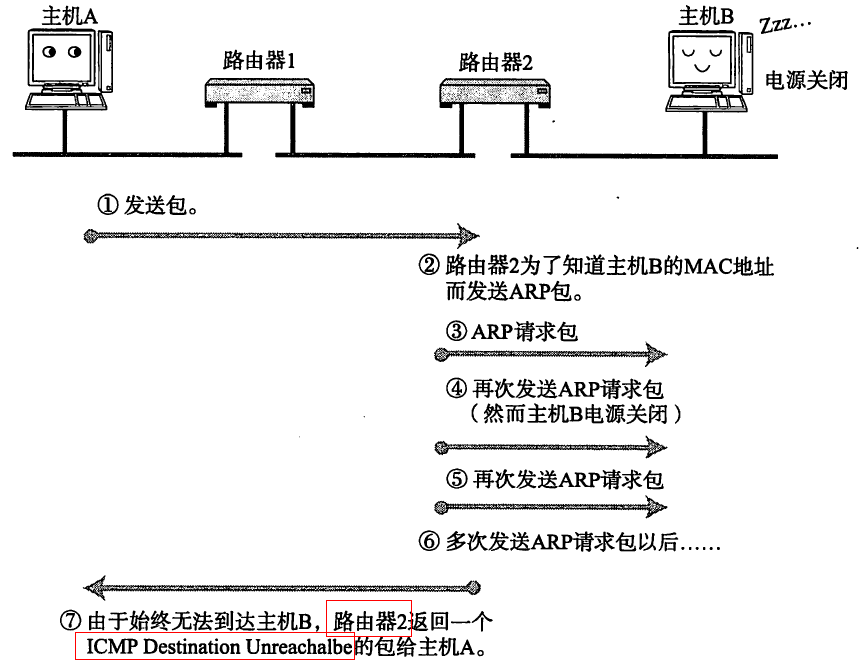 主机A
主机B
Zzz...
路由器1
路由器2
电源关闭
① 发送包。
② 路由器2为了知道主机B的MAC地址
而发送ARP包。
③ ARP请求包
④ 再次发送ARP请求包
（然而主机B电源关闭）
⑤ 再次发送ARP请求包
⑥ 多次发送ARP请求包以后……
⑦ 由于始终无法到达主机B，路由器2返回一个
ICMP Destination Unreachalbe的包给主机A。